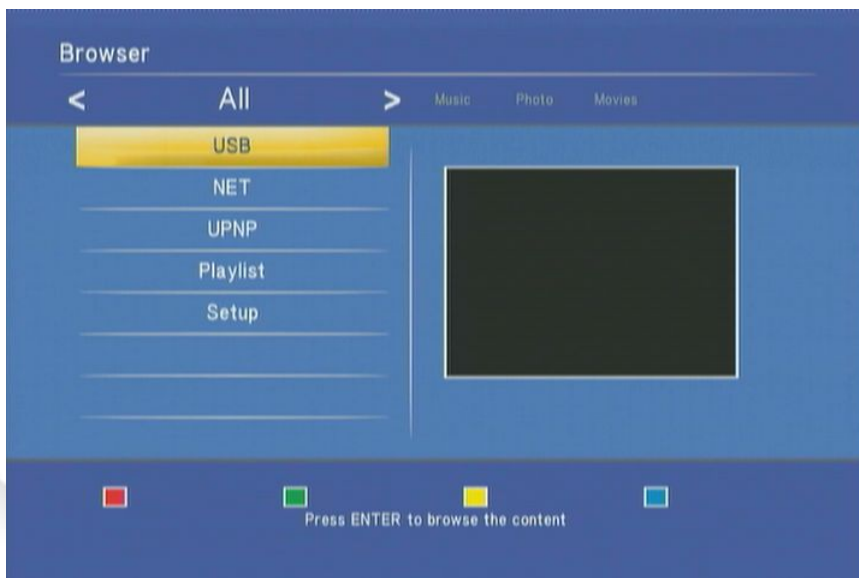 Browser
< All > Music Photo Movies
USB
NET
UPNP
Playlist
Setup
Press ENTER to browse the content